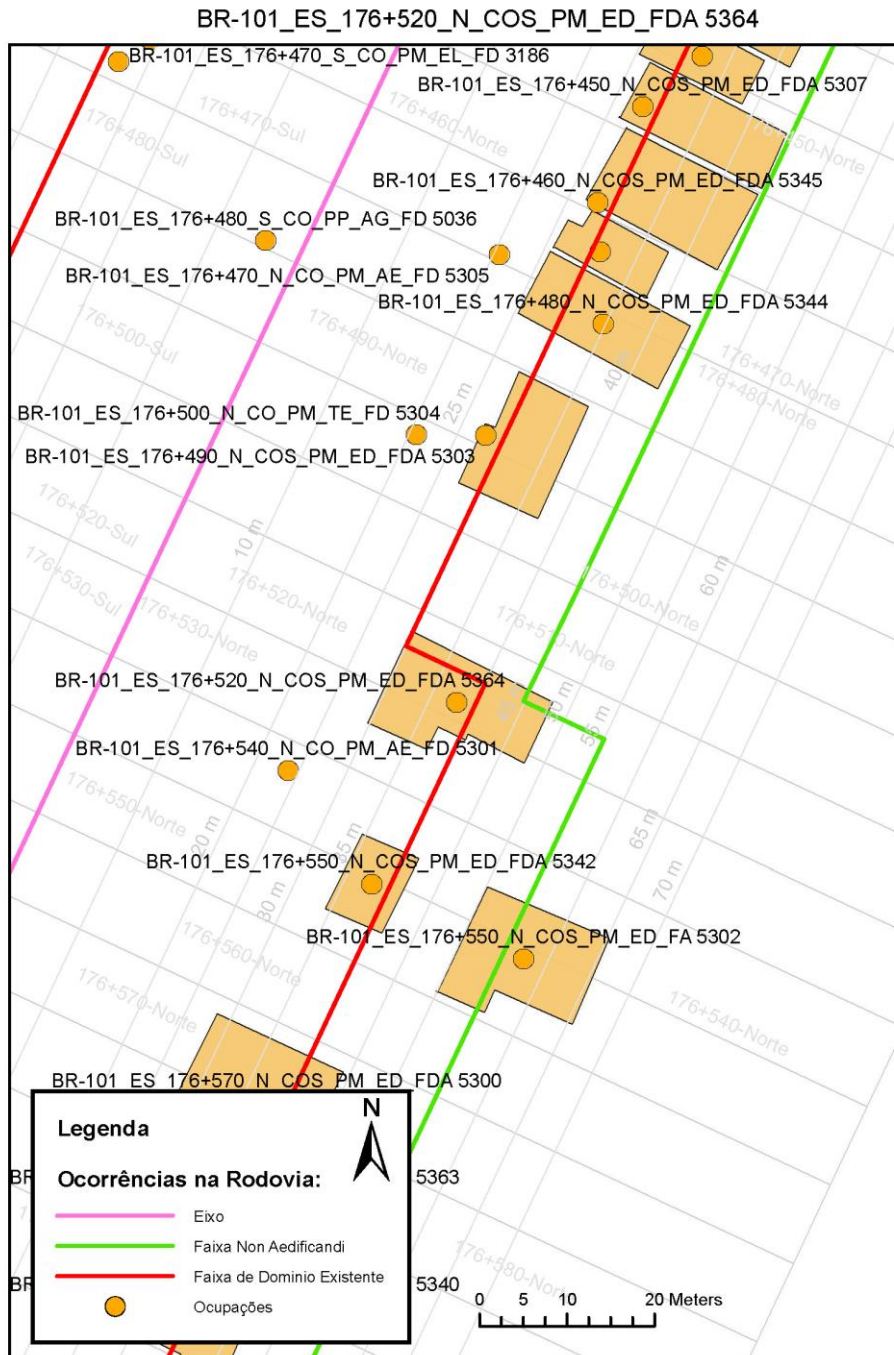 BR-101_ES_176+520_N_COS_PM_ED_FDA 5364
BR-101_ES_176+470_S_CO_PM_EL_FD 3186
BR-101_ES_176+450_N_COS_PM_ED_FDA 5307
176+480-Sul
176+470-Sul
176+460-Norte
176+450-Norte
BR-101_ES_176+460_N_COS_PM_ED_FDA 5345
BR-101_ES_176+480_S_CO_PP_AG_FD 5036
BR-101_ES_176+470_N_CO_PM_AE_FD 5305
BR-101_ES_176+480_N_COS_PM_ED_FDA 5344
176+500-Sul
176+490-Norte
176+470-Norte
176+480-Norte
40 m
25 m
BR-101_ES_176+500_N_CO_PM_TE_FD 5304
BR-101_ES_176+490_N_COS_PM_ED_FDA 5303
176+520-Sul
10 m
176+530-Sul
176+520-Norte
176+530-Norte
176+500-Norte
176+510-Norte
60 m
BR-101_ES_176+520_N_COS_PM_ED_FDA 5364
45 m
50 m
55 m
BR-101_ES_176+540_N_CO_PM_AE_FD 5301
176+550-Norte
20 m
35 m
65 m
BR-101_ES_176+550_N_COS_PM_ED_FDA 5342
30 m
70 m
BR-101_ES_176+550_N_COS_PM_ED_FA 5302
176+560-Norte
176+570-Norte
176+540-Norte
BR-101_ES_176+570_N_COS_PM_ED_FDA 5300
N
Legenda
Ocorrências na Rodovia:
BR
5363
Eixo
Faixa Non Aedificandi
176+580-Norte
Faixa de Dominio Existente
BR
5340
Ocupações
0 5 10 20 Meters